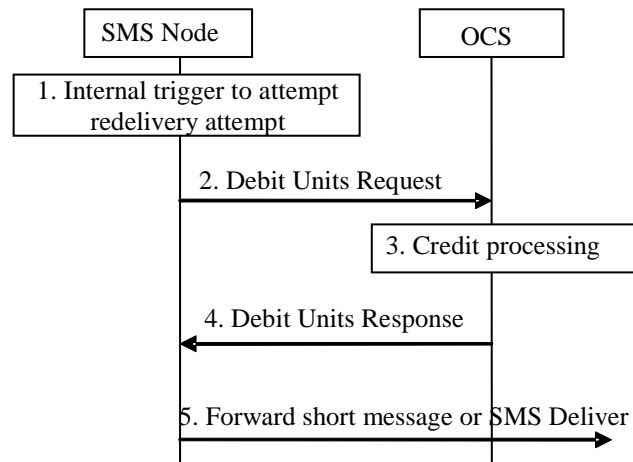 SMS Node
OCS
1. Internal trigger to attempt
redelivery attempt
2. Debit Units Request
3. Credit processing
4. Debit Units Response
5. Forward short message or SMS Deliver